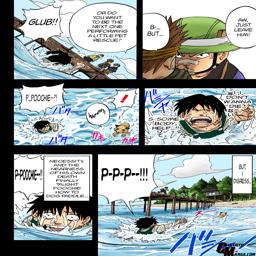 GLUB!!
OR DO YOU
WANT TO BE
THE NEXT
ONE
PERFORMING
A LITTLE
PET
RESCUE?
B-..
BUT...
AW,
JUST
LEAVE
HIM!
P..POOCHIE~!!
!
I DON'T
WANNA
DIE
S-SOME-
BODY
HELP
P-POOCHIE~!!
NECESSITY,
AND THE
NEARNESS
OF HIS
OWN DEATH
FINALLY
TAUGHT
POOCHIE
HOW TO
DOG PADDLE..
P-P-P--!!!
BUT,
I
DIGRESS..